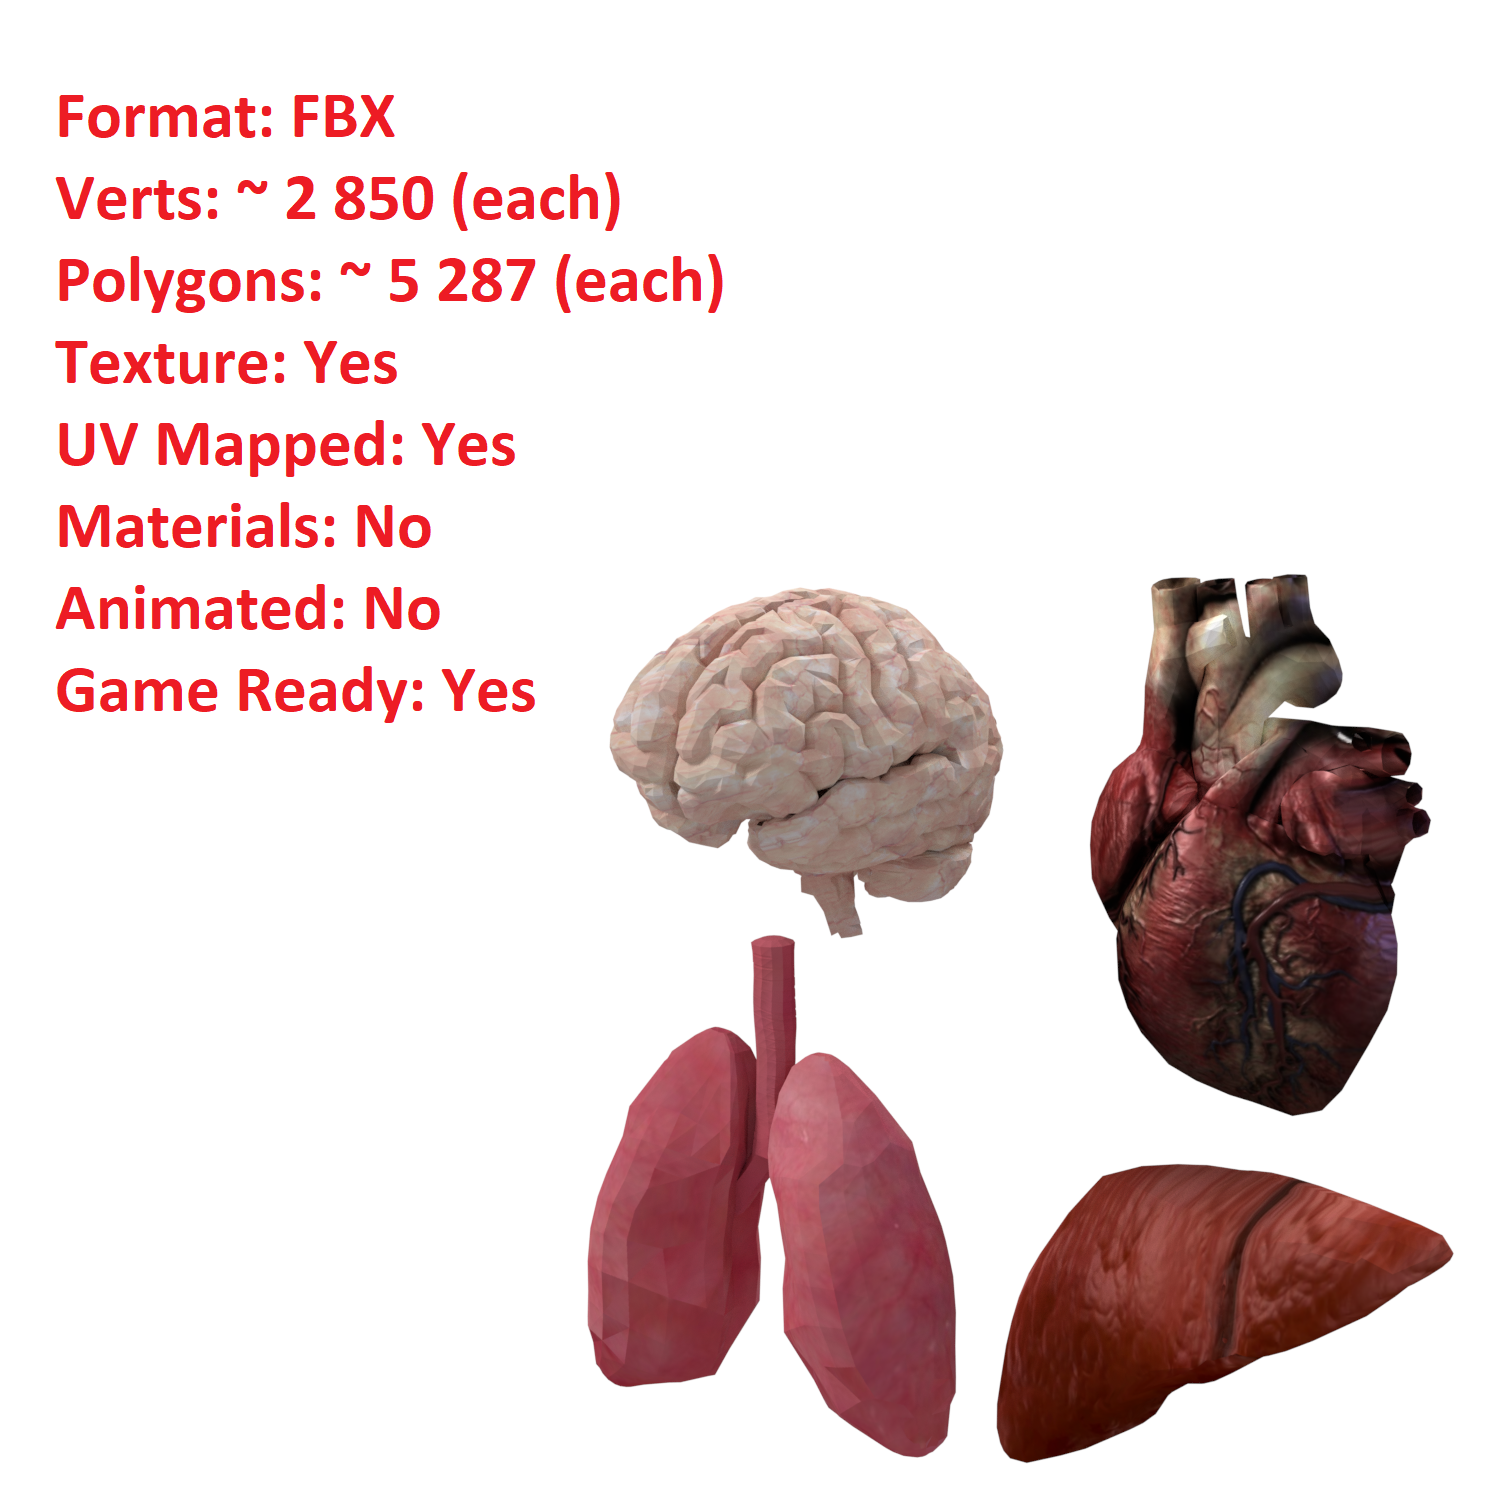 Format: FBX
Verts: ~ 2 850 (each)
Polygons: ~ 5 287 (each)
Texture: Yes
UV Mapped: Yes
Materials: No
Animated: No
Game Ready: Yes